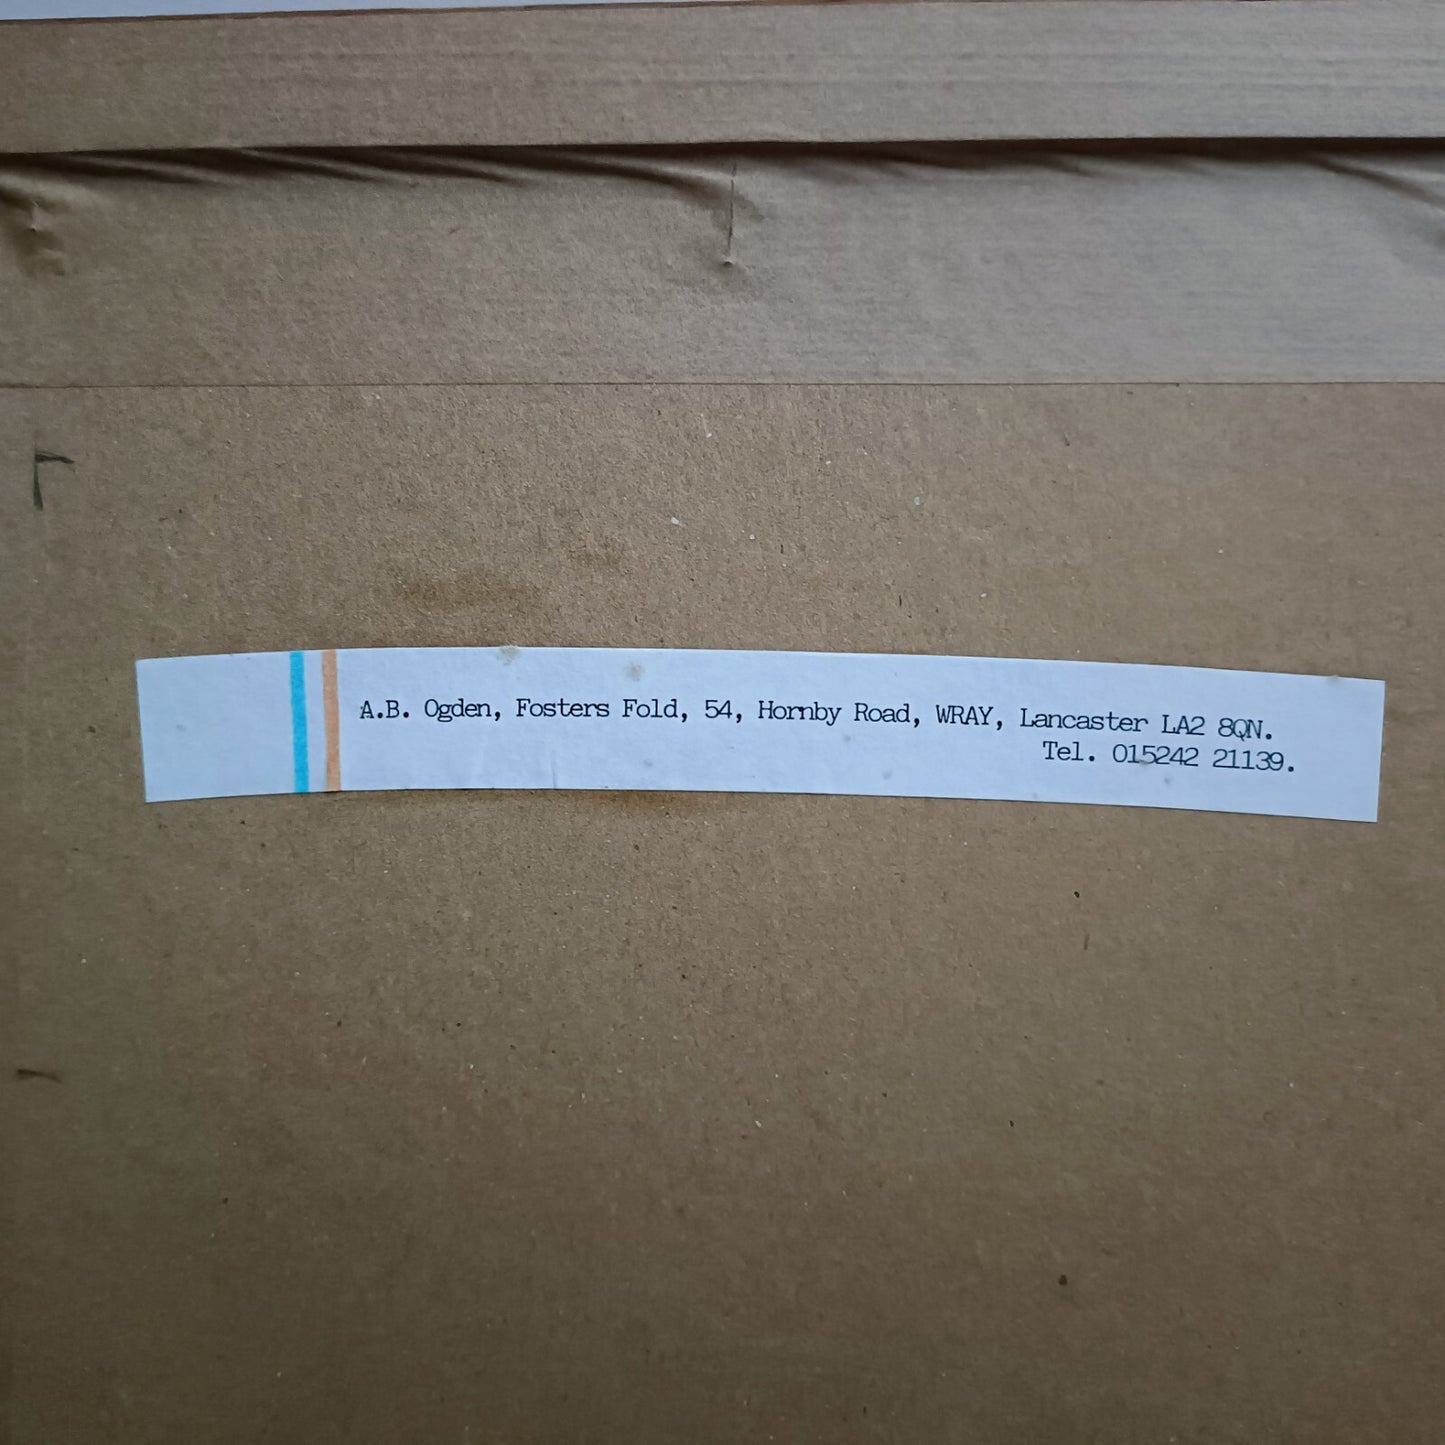 A.B. Ogden, Fosters Fold, 54, Hornby Road, WRAY, Lancaster LA2 8QN.
Tel. 015242 21139.